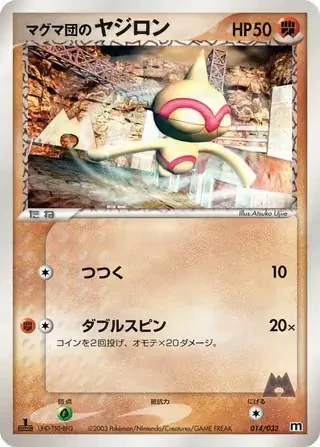 マグマ団の ヤジロン HP50
たね
Illus.Atsuko Ujiie
つつく 10
ダブルスピン 20×
コインを2回投げ、オモテ×20ダメージ。
弱点 抵抗力 にげる
1 ©2003 Pokémon/Nintendo/Creatures/GAME FREAK. 014/033 m